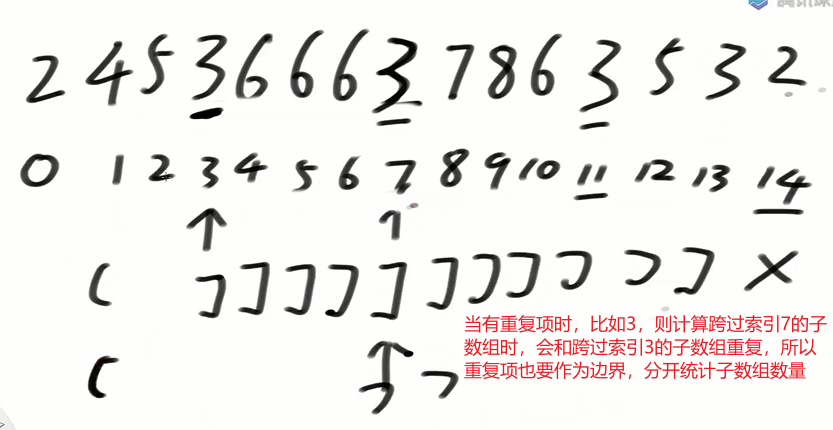 2 4 5 3 6 6 6 3 7 8 6 3 5 3 2
0 1 2 3 4 5 6 7 8 9 10 11 12 13 14
( ] ] ] ] ] ] ] ] ] ] ] X
当有重复项时，比如3，则计算跨过索引7的子
数组时，会和跨过索引3的子数组重复，所以
重复项也要作为边界，分开统计子数组数量
(